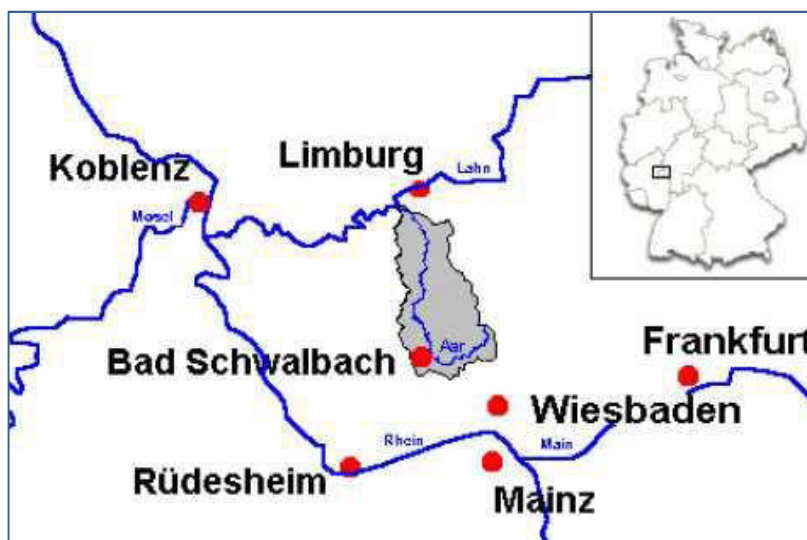 Koblenz
Limburg
Lahn
Mosel
Bad Schwalbach
Aar
Frankfurt
Wiesbaden
Rhein
Main
Rüdesheim
Mainz